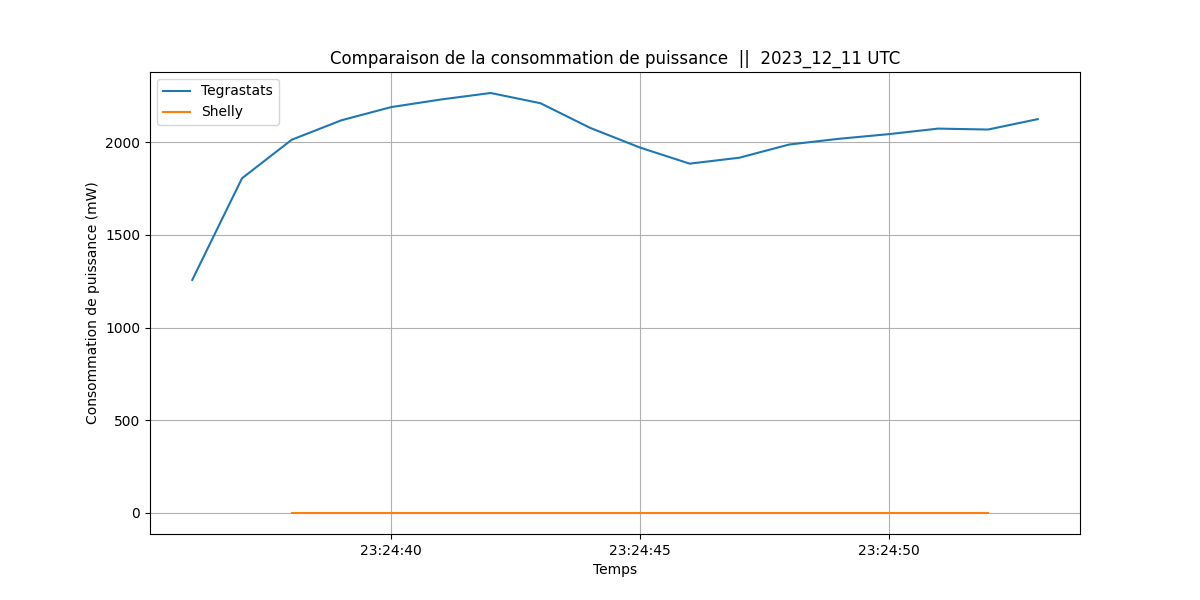 Comparaison de la consommation de puissance  ||  2023_12_11 UTC
Tegrastats
Shelly
Consommation de puissance (mW)
2000
1500
1000
500
0
23:24:40
23:24:45
23:24:50
Temps